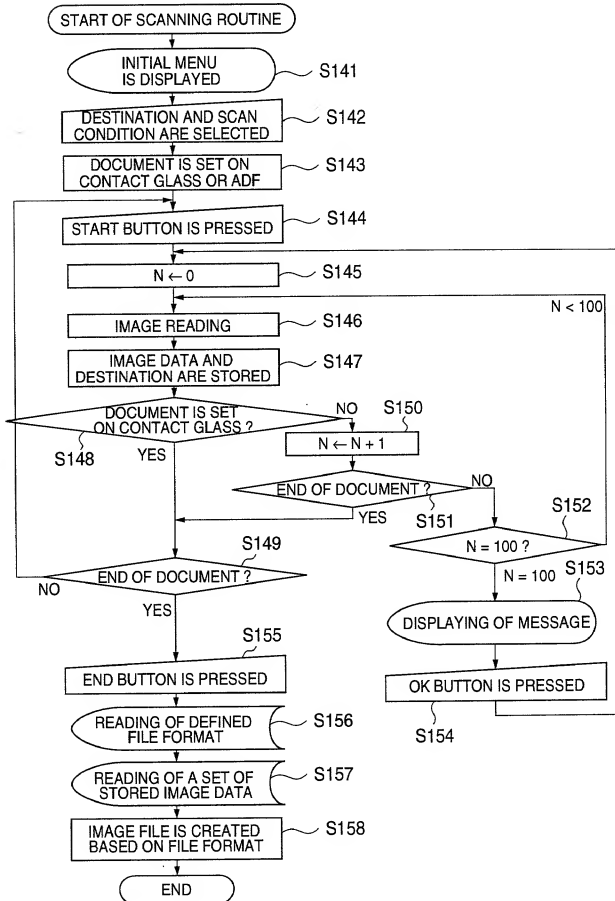 START OF SCANNING ROUTINE
INITIAL MENU
IS DISPLAYED
S141
DESTINATION AND SCAN
CONDITION ARE SELECTED
S142
DOCUMENT IS SET ON
CONTACT GLASS OR ADF
S143
START BUTTON IS PRESSED
S144
N ← 0
S145
N < 100
IMAGE READING
S146
IMAGE DATA AND
DESTINATION ARE STORED
S147
DOCUMENT IS SET
ON CONTACT GLASS ?
S148
NO
YES
S150
N ← N + 1
END OF DOCUMENT ?
S151
NO
YES
S152
N = 100 ?
N = 100
S149
END OF DOCUMENT ?
NO
YES
S153
DISPLAYING OF MESSAGE
OK BUTTON IS PRESSED
S154
S155
END BUTTON IS PRESSED
READING OF DEFINED
FILE FORMAT
S156
READING OF A SET OF
STORED IMAGE DATA
S157
IMAGE FILE IS CREATED
BASED ON FILE FORMAT
S158
END